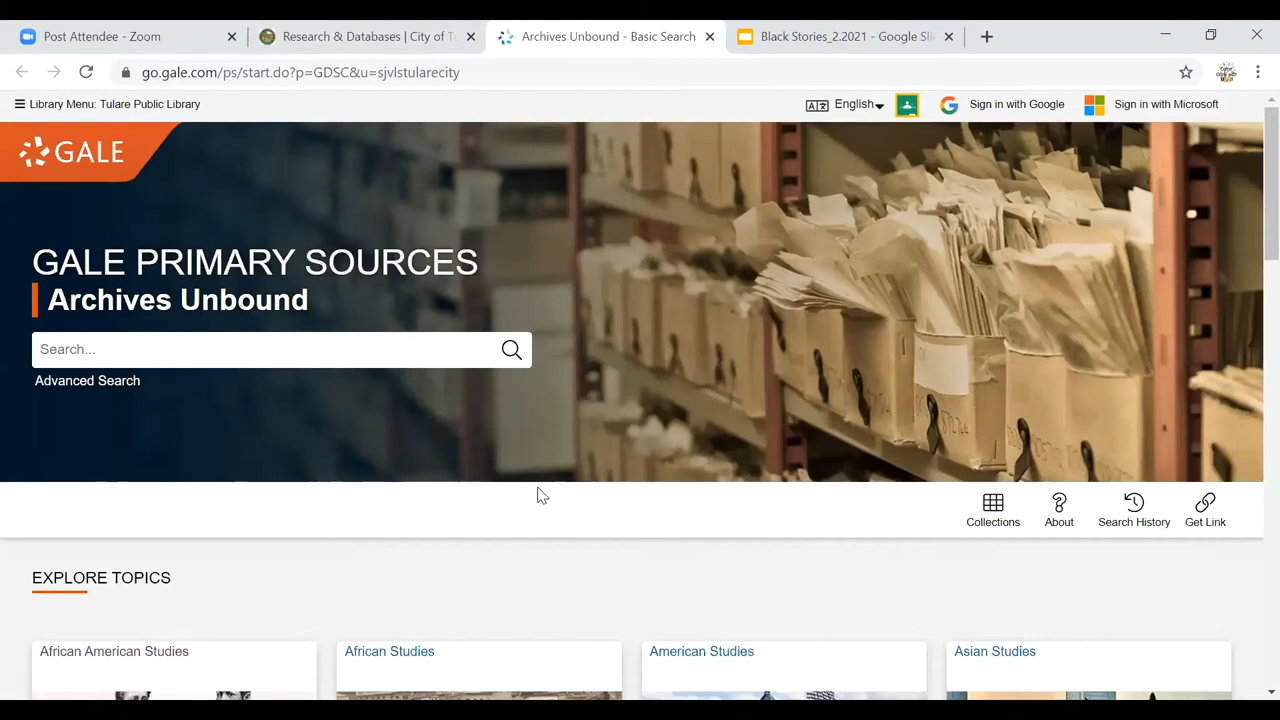 Post Attendee - Zoom
Research & Databases | City of T
Archives Unbound - Basic Search
Black Stories_2.2021 - Google Sli
go.gale.com/ps/start.do?p=GDSC&u=sjvlstularecity
Library Menu: Tulare Public Library
English
Sign in with Google
Sign in with Microsoft
GALE
GALE PRIMARY SOURCES
Archives Unbound
Search...
Advanced Search
Collections
About
Search History
Get Link
EXPLORE TOPICS
African American Studies
African Studies
American Studies
Asian Studies